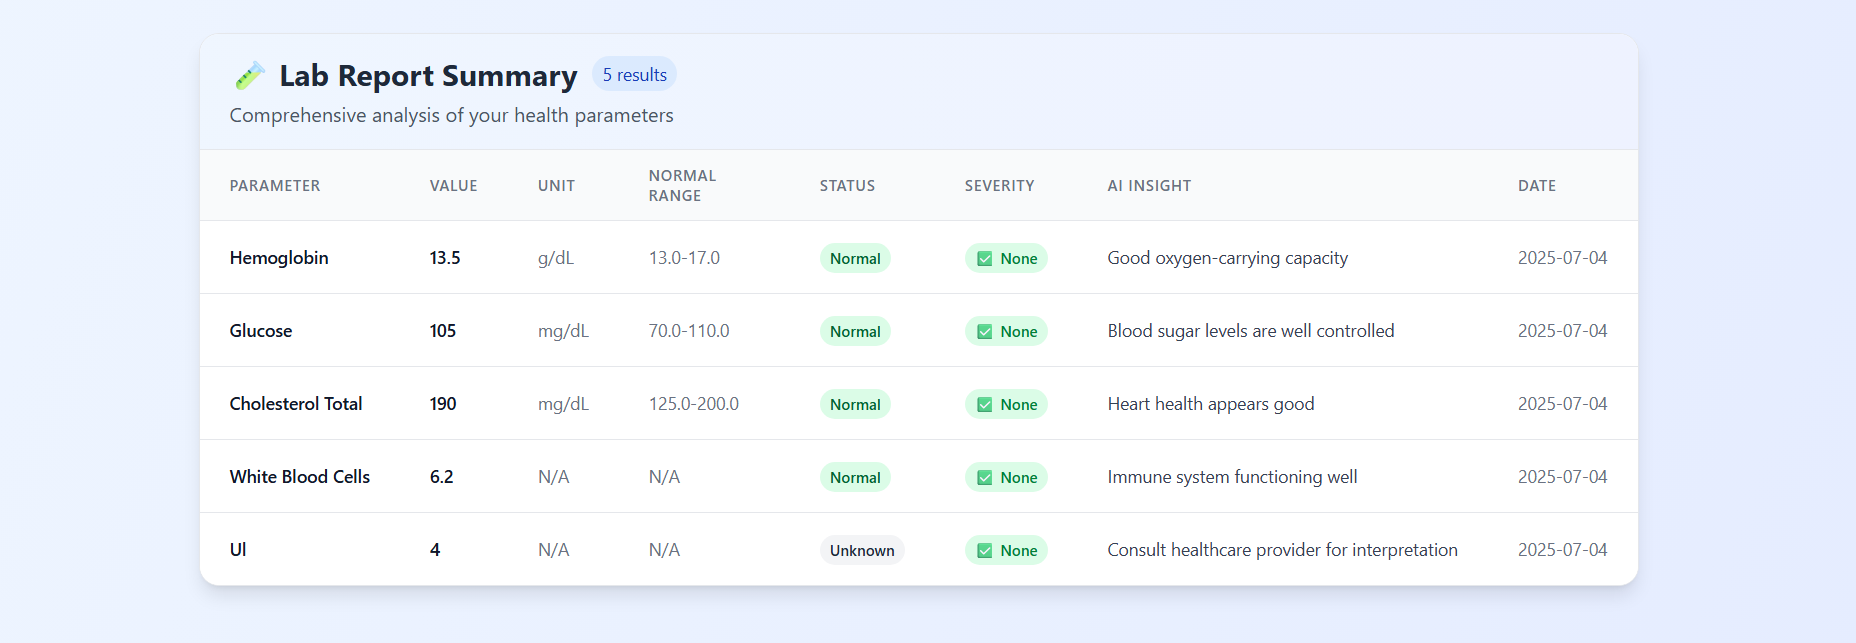 Lab Report Summary 5 results
Comprehensive analysis of your health parameters
PARAMETER VALUE UNIT NORMAL RANGE STATUS SEVERITY AI INSIGHT DATE
Hemoglobin 13.5 g/dL 13.0-17.0 Normal None Good oxygen-carrying capacity 2025-07-04
Glucose 105 mg/dL 70.0-110.0 Normal None Blood sugar levels are well controlled 2025-07-04
Cholesterol Total 190 mg/dL 125.0-200.0 Normal None Heart health appears good 2025-07-04
White Blood Cells 6.2 N/A N/A Normal None Immune system functioning well 2025-07-04
Ul 4 N/A N/A Unknown None Consult healthcare provider for interpretation 2025-07-04